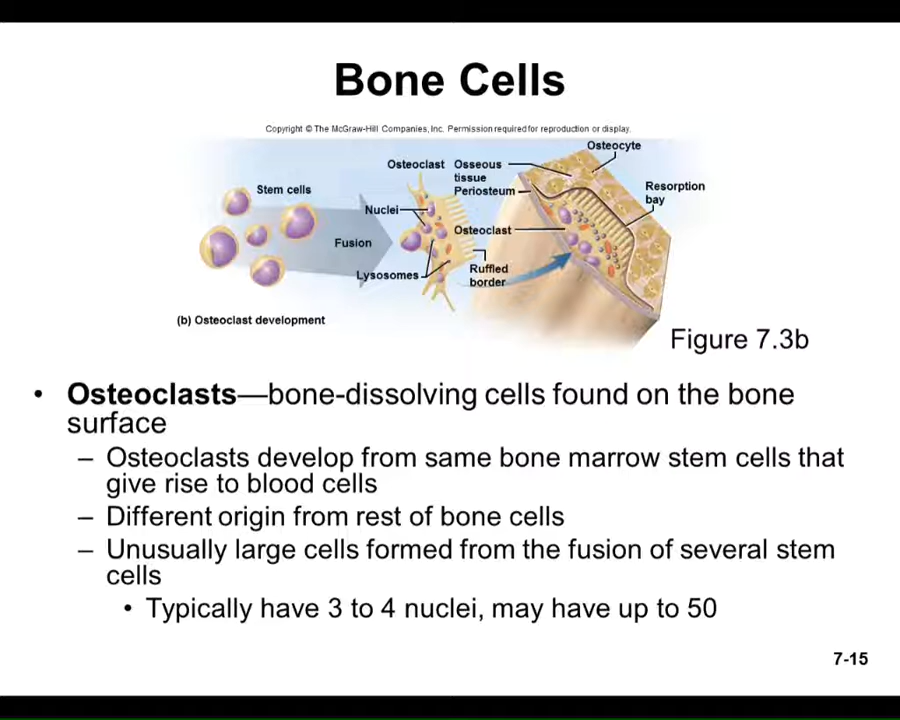 Bone Cells
Copyright © The McGraw-Hill Companies, Inc. Permission required for reproduction or display.
Osteocyte
Osteoclast
Osseous
tissue
Periosteum
Resorption
bay
Stem cells
Nuclei
Osteoclast
Fusion
Lysosomes
Ruffled
border
(b) Osteoclast development
Figure 7.3b
• Osteoclasts—bone-dissolving cells found on the bone
surface
– Osteoclasts develop from same bone marrow stem cells that
give rise to blood cells
– Different origin from rest of bone cells
– Unusually large cells formed from the fusion of several stem
cells
• Typically have 3 to 4 nuclei, may have up to 50
7-15